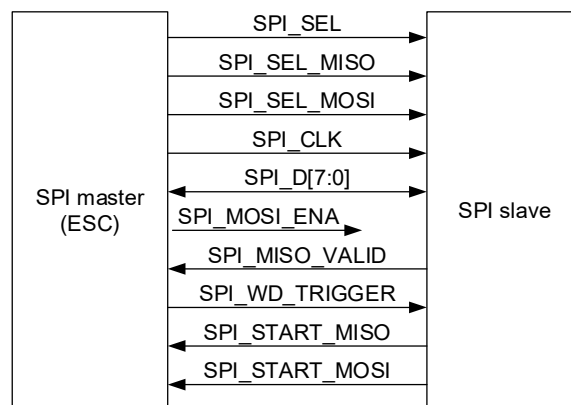 SPI_SEL
SPI_SEL_MISO
SPI_SEL_MOSI
SPI_CLK
SPI_D[7:0]
SPI master
(ESC)
SPI_MOSI_ENA
SPI slave
SPI_MISO_VALID
SPI_WD_TRIGGER
SPI_START_MISO
SPI_START_MOSI